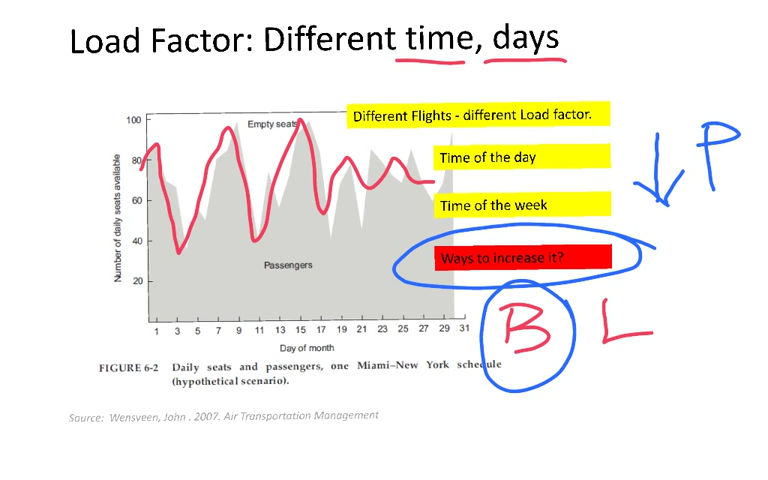 Load Factor: Different time, days
Different Flights - different Load factor.
Time of the day
Time of the week
Ways to increase it?
P
B L
Number of daily seats available
100
80
60
40
20
Empty seats
Passengers
1 3 5 7 9 11 13 15 17 19 21 23 25 27 29 31
Day of month
FIGURE 6-2 Daily seats and passengers, one Miami–New York schedule
(hypothetical scenario).
Source: Wensveen, John . 2007. Air Transportation Management